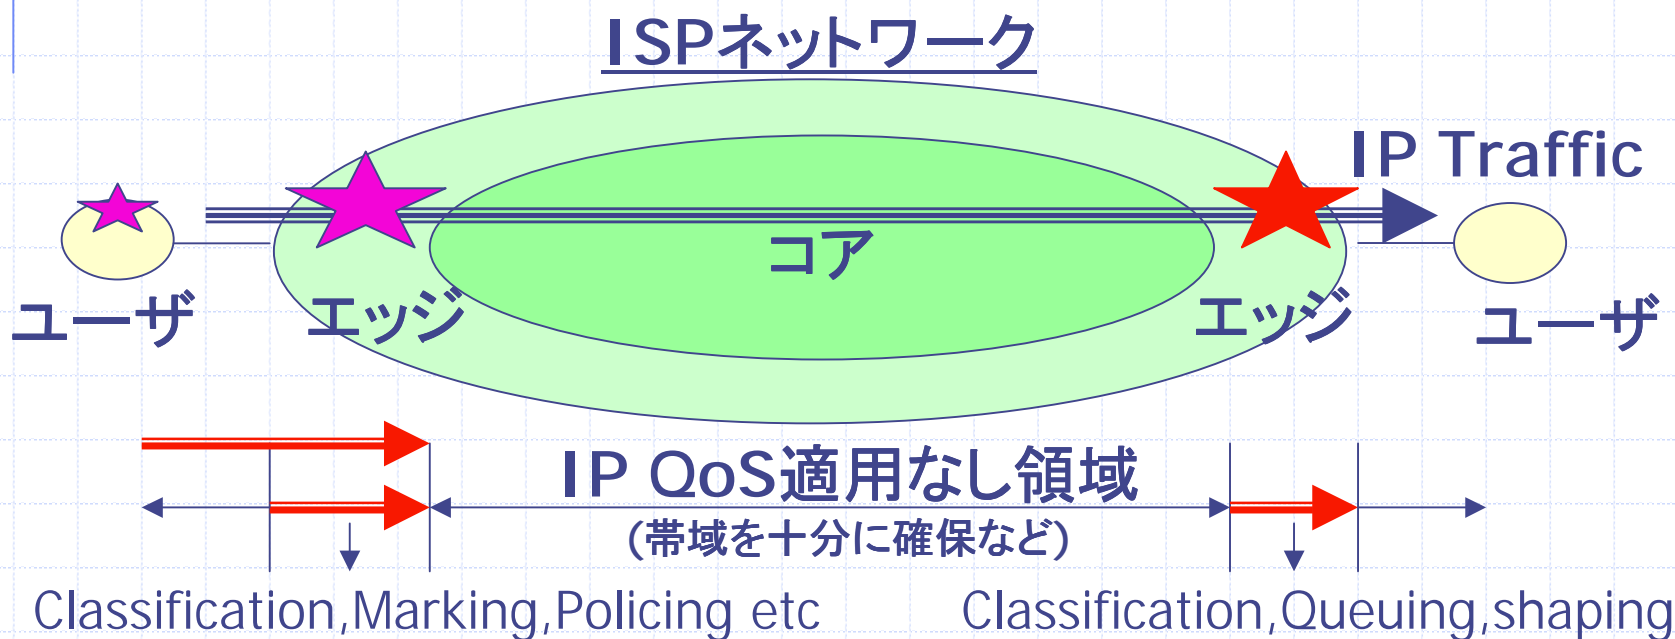 ISPネットワーク
IP Traffic
コア
ユーザ
エッジ
エッジ
ユーザ
IP QoS適用なし領域
(帯域を十分に確保など)
Classification,Marking,Policing etc
Classification,Queuing,shaping